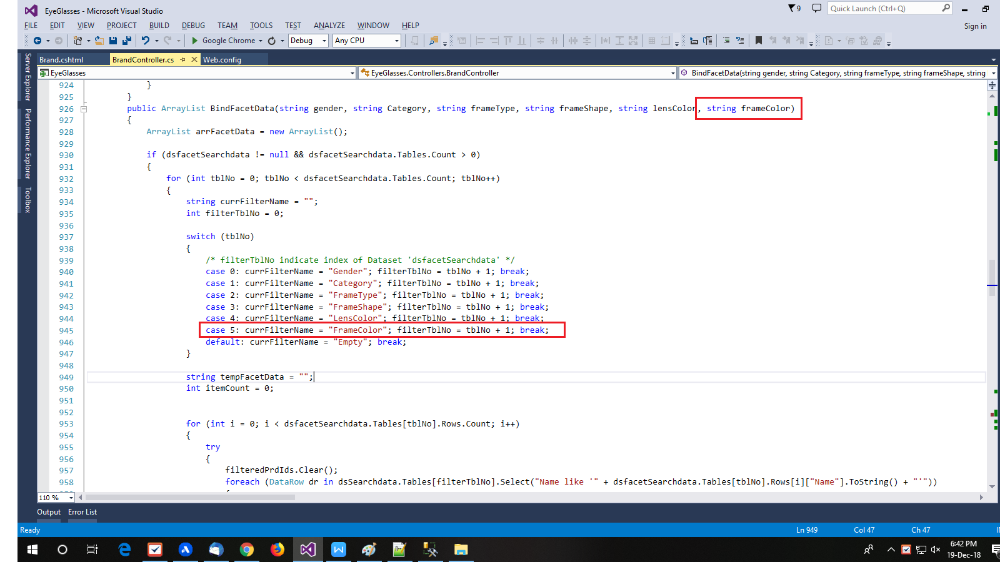 EyeGlasses - Microsoft Visual Studio
9
Quick Launch (Ctrl+Q)
FILE EDIT VIEW PROJECT BUILD DEBUG TEAM TOOLS TEST ANALYZE WINDOW HELP
Sign in
Google Chrome Debug Any CPU
Server Explorer
Performance Explorer
Toolbox
Brand.cshtml BrandController.cs Web.config
EyeGlasses EyeGlasses.Controllers.BrandController BindFacetData(string gender, string Category, string frameType, string frameShape, string
924 }
925 }
926 public ArrayList BindFacetData(string gender, string Category, string frameType, string frameShape, string lensColor, string frameColor)
927 {
928 ArrayList arrFacetData = new ArrayList();
929
930 if (dsfacetSearchdata != null && dsfacetSearchdata.Tables.Count > 0)
931 {
932 for (int tblNo = 0; tblNo < dsfacetSearchdata.Tables.Count; tblNo++)
933 {
934 string currFilterName = "";
935 int filterTblNo = 0;
936
937 switch (tblNo)
938 {
939 /* filterTblNo indicate index of Dataset 'dsfacetSearchdata' */
940 case 0: currFilterName = "Gender"; filterTblNo = tblNo + 1; break;
941 case 1: currFilterName = "Category"; filterTblNo = tblNo + 1; break;
942 case 2: currFilterName = "FrameType"; filterTblNo = tblNo + 1; break;
943 case 3: currFilterName = "FrameShape"; filterTblNo = tblNo + 1; break;
944 case 4: currFilterName = "LensColor"; filterTblNo = tblNo + 1; break;
945 case 5: currFilterName = "FrameColor"; filterTblNo = tblNo + 1; break;
946 default: currFilterName = "Empty"; break;
947 }
948
949 string tempFacetData = "";
950 int itemCount = 0;
951
952
953 for (int i = 0; i < dsfacetSearchdata.Tables[tblNo].Rows.Count; i++)
954 {
955 try
956 {
957 filteredPrdIds.Clear();
958 foreach (DataRow dr in dsSearchdata.Tables[filterTblNo].Select("Name like '" + dsfacetSearchdata.Tables[tblNo].Rows[i]["Name"].ToString() + "'"))
110 %
Output Error List
Ready Ln 949 Col 47 Ch 47
6:42 PM
19-Dec-18